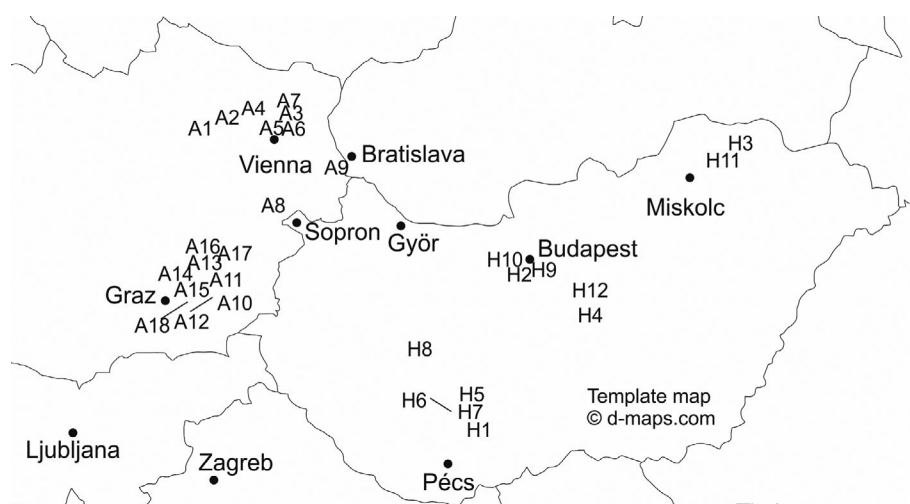 A7
A4
A3
A2
A1
A5
A6
H3
Vienna
A9
Bratislava
H11
Miskolc
A8
Sopron
Györ
A16
A17
A13
A14
A11
A15
Graz
A10
A18
A12
Budapest
H10
H9
H2
H12
H4
H8
H6
H5
H7
H1
Template map
© d-maps.com
Ljubljana
Zagreb
Pécs